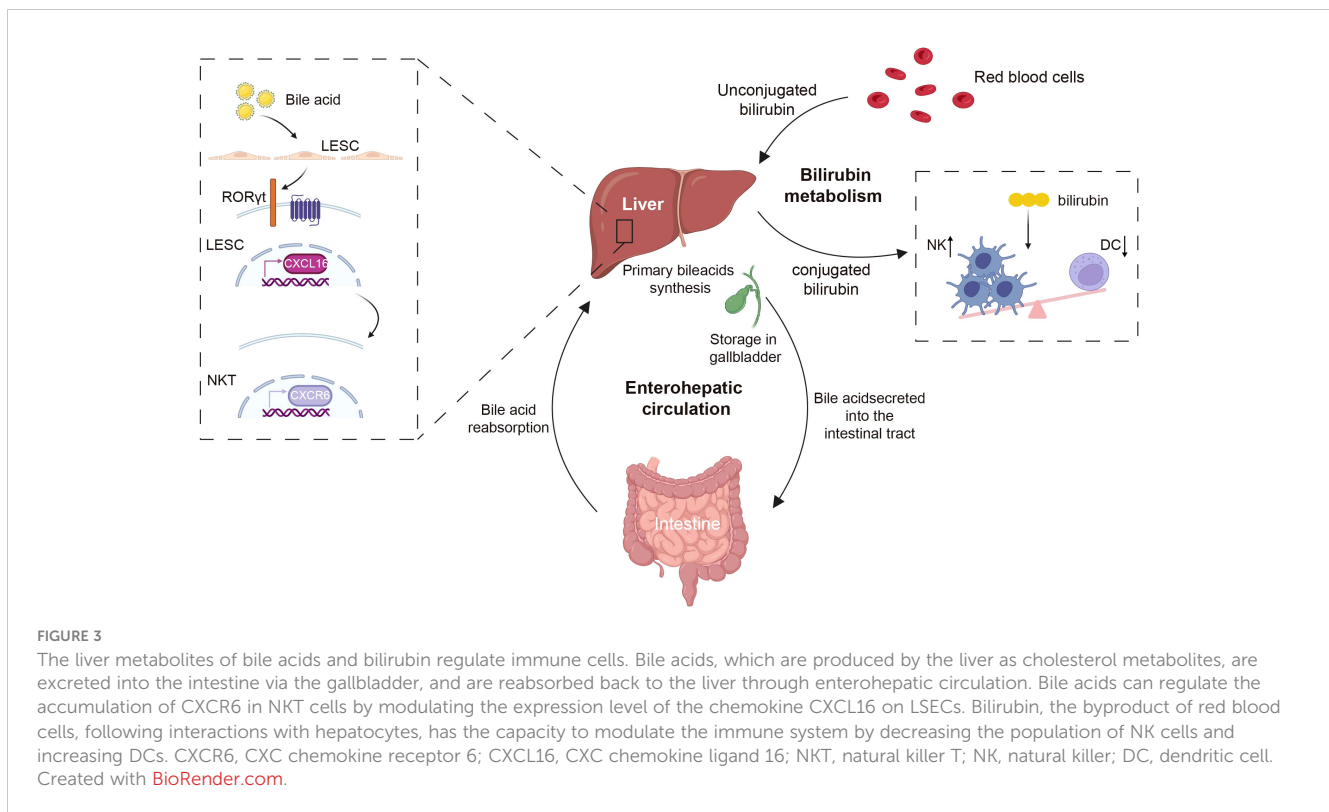 Bile acid
LESC
RORγt
LESC
CXCL16
NKT
CXCR6
Red blood cells
Unconjugated
bilirubin
Bilirubin
metabolism
Liver
bilirubin
NK
DC
Primary bileacids
synthesis
conjugated
bilirubin
Storage in
gallbladder
Enterohepatic
circulation
Bile acid
reabsorption
Bile acidsecreted
into the
intestinal tract
Intestine
FIGURE 3
The liver metabolites of bile acids and bilirubin regulate immune cells. Bile acids, which are produced by the liver as cholesterol metabolites, are
excreted into the intestine via the gallbladder, and are reabsorbed back to the liver through enterohepatic circulation. Bile acids can regulate the
accumulation of CXCR6 in NKT cells by modulating the expression level of the chemokine CXCL16 on LSECs. Bilirubin, the byproduct of red blood
cells, following interactions with hepatocytes, has the capacity to modulate the immune system by decreasing the population of NK cells and
increasing DCs. CXCR6, CXC chemokine receptor 6; CXCL16, CXC chemokine ligand 16; NKT, natural killer T; NK, natural killer; DC, dendritic cell.
Created with BioRender.com.